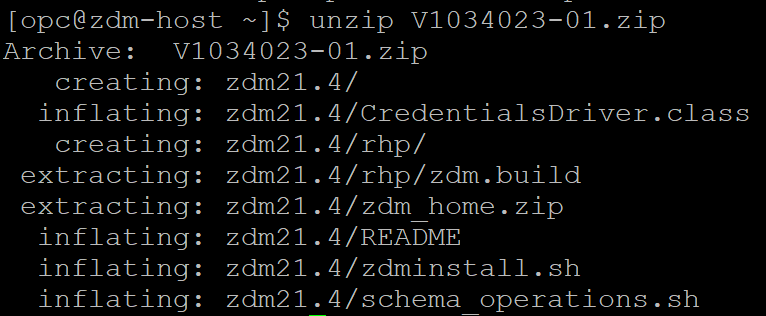 [opc@zdm-host ~]$ unzip V1034023-01.zip
Archive:  V1034023-01.zip
   creating: zdm21.4/
  inflating: zdm21.4/CredentialsDriver.class
   creating: zdm21.4/rhp/
 extracting: zdm21.4/rhp/zdm.build
 extracting: zdm21.4/zdm_home.zip
  inflating: zdm21.4/README
  inflating: zdm21.4/zdminstall.sh
  inflating: zdm21.4/schema_operations.sh